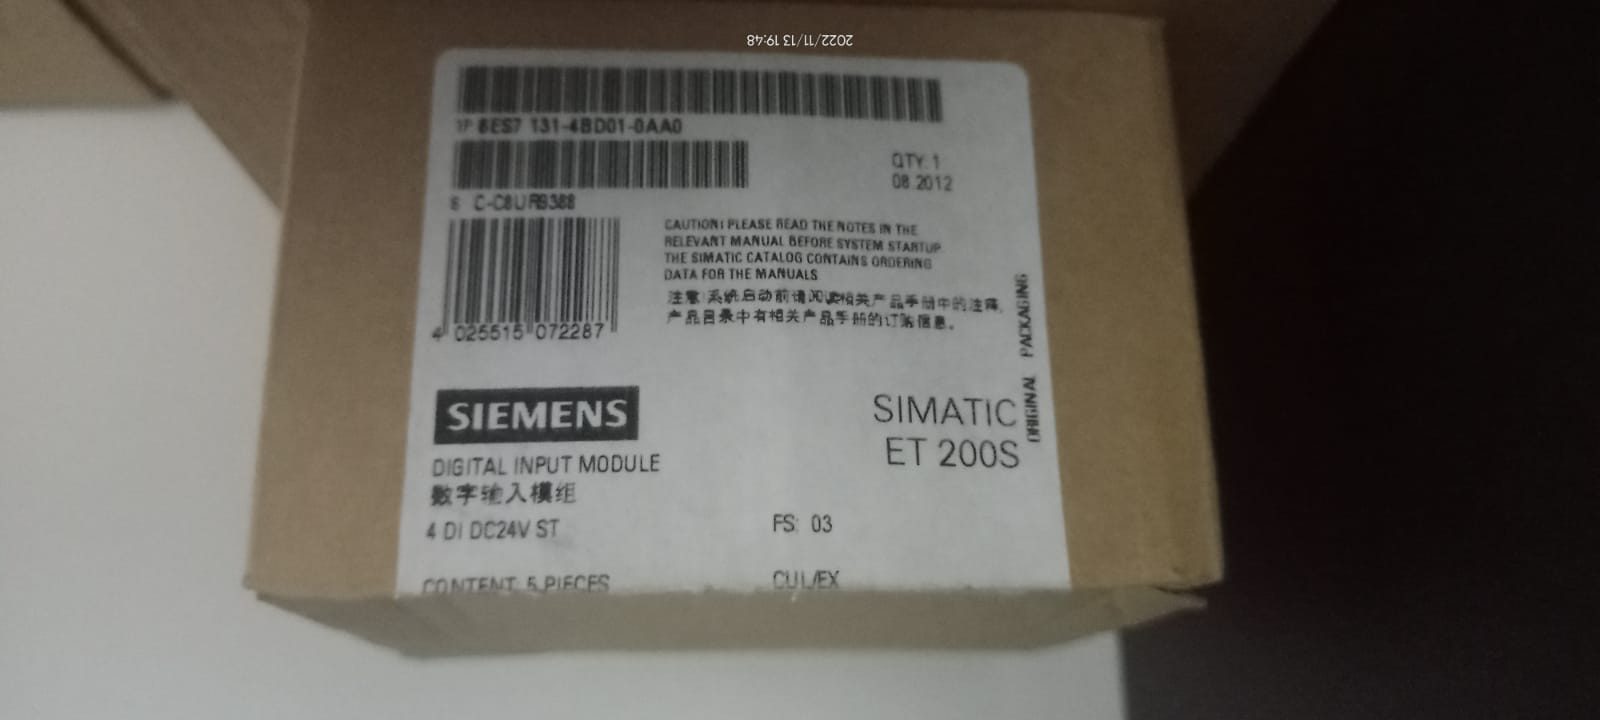 2022/11/13 19:48
1P 6ES7 131-4BD01-0AA0
QTY: 1
08.2012
S C-C8UR9388
CAUTION: PLEASE READ THE NOTES IN THE
RELEVANT MANUAL BEFORE SYSTEM STARTUP.
THE SIMATIC CATALOG CONTAINS ORDERING
DATA FOR THE MANUALS
注意:系统启动前请阅读相关产品手册中的注释,
产品目录中有相关产品手册的订购信息。
4 025515 072287
ORIGINAL PACKAGING
SIEMENS
SIMATIC
ET 200S
DIGITAL INPUT MODULE
数字输入模组
4 DI DC24V ST
FS: 03
CONTENT: 5 PIECES
CUL/EX